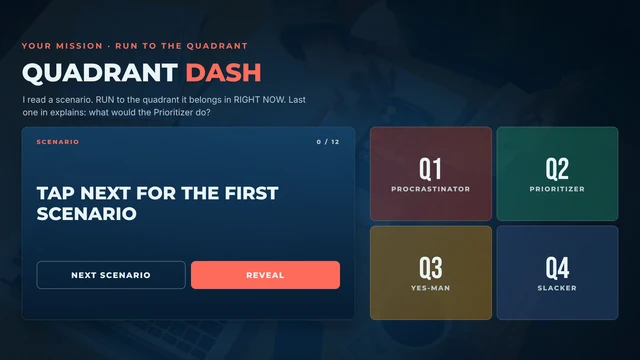 YOUR MISSION · RUN TO THE QUADRANT
QUADRANT DASH
I read a scenario. RUN to the quadrant it belongs in RIGHT NOW. Last
one in explains: what would the Prioritizer do?
SCENARIO
0 / 12
TAP NEXT FOR THE FIRST
SCENARIO
NEXT SCENARIO
REVEAL
Q1
PROCRASTINATOR
Q2
PRIORITIZER
Q3
YES-MAN
Q4
SLACKER